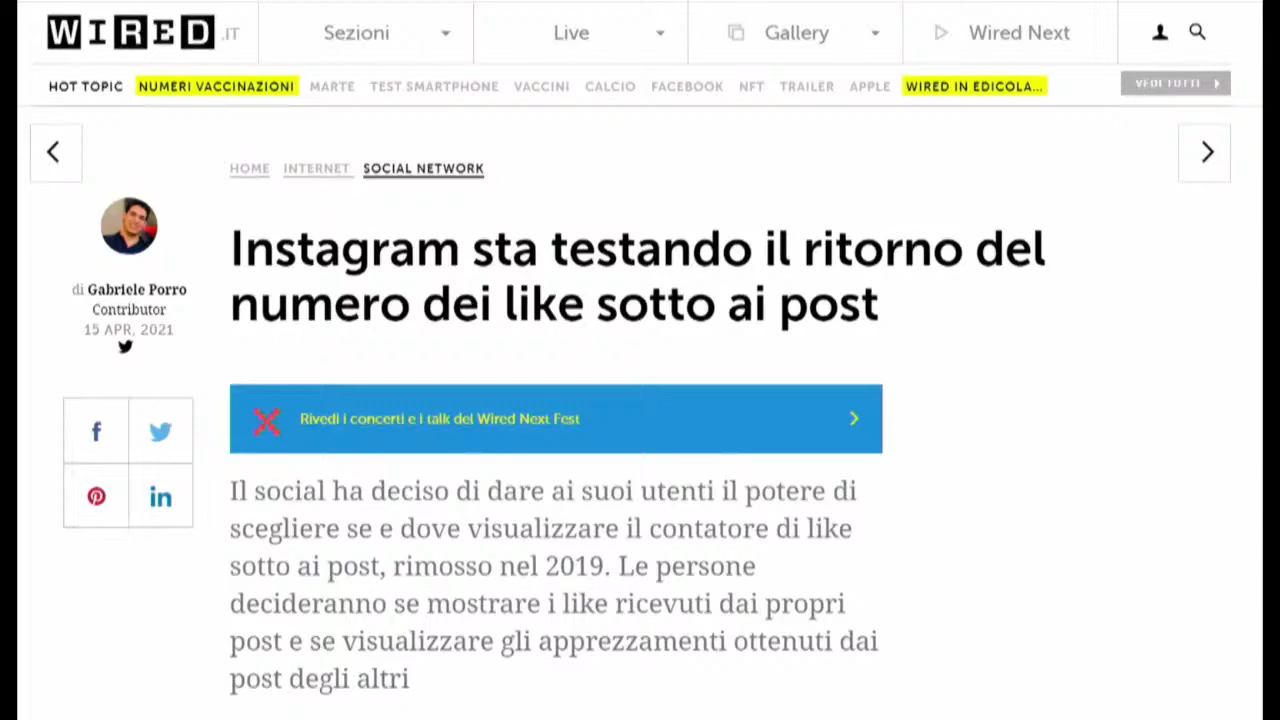 WIRED.IT
Sezioni
Live
Gallery
Wired Next
HOT TOPIC NUMERI VACCINAZIONI MARTE TEST SMARTPHONE VACCINI CALCIO FACEBOOK NFT TRAILER APPLE WIRED IN EDICOLA...
VEDI TUTTI
HOME INTERNET SOCIAL NETWORK
di Gabriele Porro
Contributor
15 APR, 2021
Instagram sta testando il ritorno del
numero dei like sotto ai post
Rivedi i concerti e i talk del Wired Next Fest
Il social ha deciso di dare ai suoi utenti il potere di
scegliere se e dove visualizzare il contatore di like
sotto ai post, rimosso nel 2019. Le persone
decideranno se mostrare i like ricevuti dai propri
post e se visualizzare gli apprezzamenti ottenuti dai
post degli altri